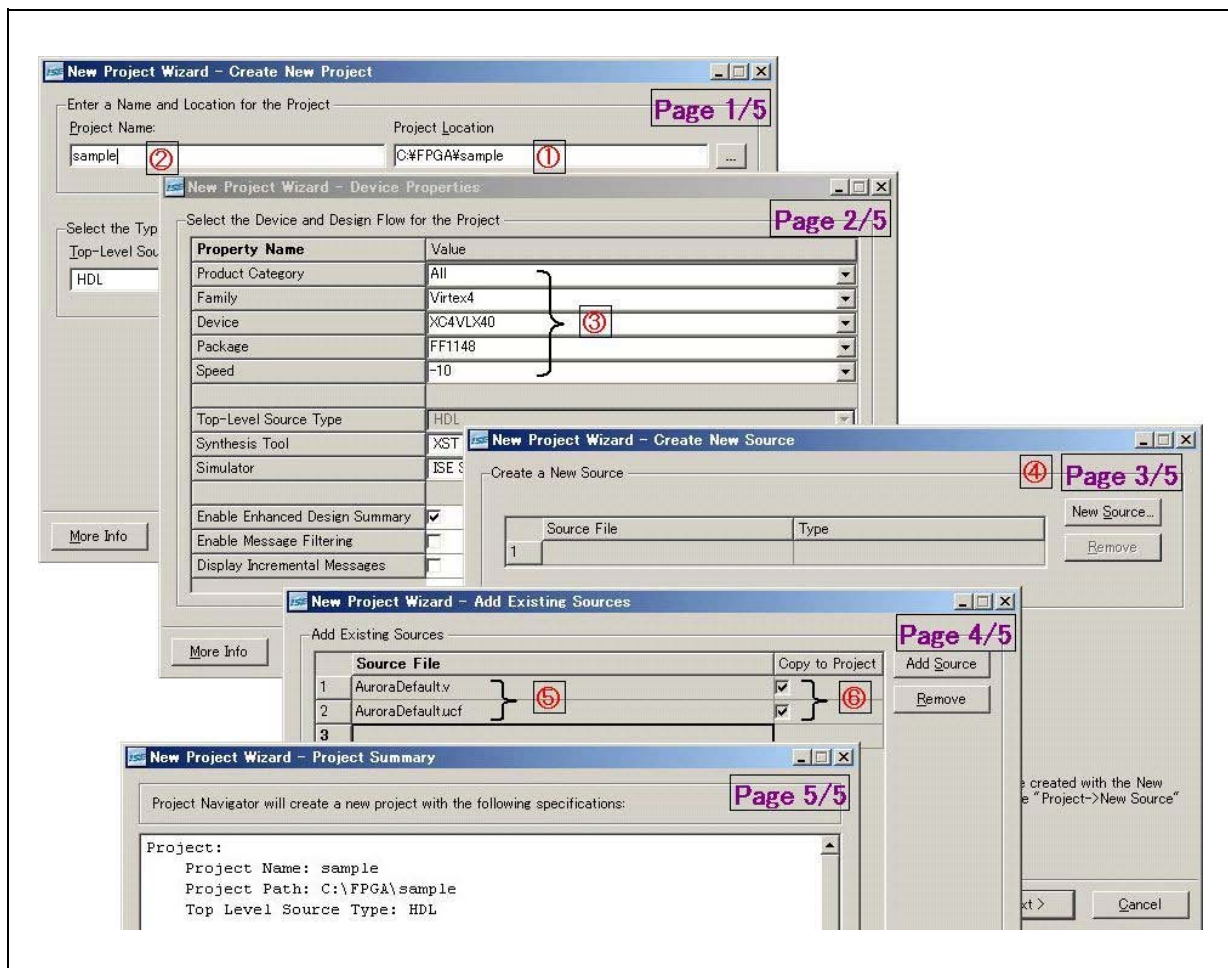 New Project Wizard - Create New Project
Page 1/5
Enter a Name and Location for the Project
Project Name:
Project Location
sample
②
C:¥FPGA¥sample
①
...
Select the Typ
Top-Level Sou
HDL
More Info
New Project Wizard - Device Properties
Page 2/5
Select the Device and Design Flow for the Project
Property Name Value
Product Category All
Family Virtex4
Device XC4VLX40
③
Package FF1148
Speed -10
Top-Level Source Type HDL
Synthesis Tool XST
Simulator ISE S
Enable Enhanced Design Summary
Enable Message Filtering
Display Incremental Messages
More Info
New Project Wizard - Create New Source
④
Page 3/5
Create a New Source
New Source...
Source File Type
1
Remove
e created with the New
e "Project->New Source"
xt >
Cancel
New Project Wizard - Add Existing Sources
Page 4/5
Add Existing Sources
Source File Copy to Project
Add Source
1 AuroraDefault.v
⑤
⑥
2 AuroraDefault.ucf
Remove
3
New Project Wizard - Project Summary
Page 5/5
Project Navigator will create a new project with the following specifications:
Project:
Project Name: sample
Project Path: C:\FPGA\sample
Top Level Source Type: HDL